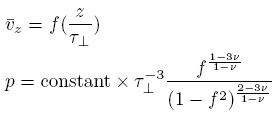 v̄_z = f(z/τ_⊥)
p = constant × τ_⊥^{-3} f^{(1-3ν)/(1-ν)} / (1 - f^2)^{(2-3ν)/(1-ν)}